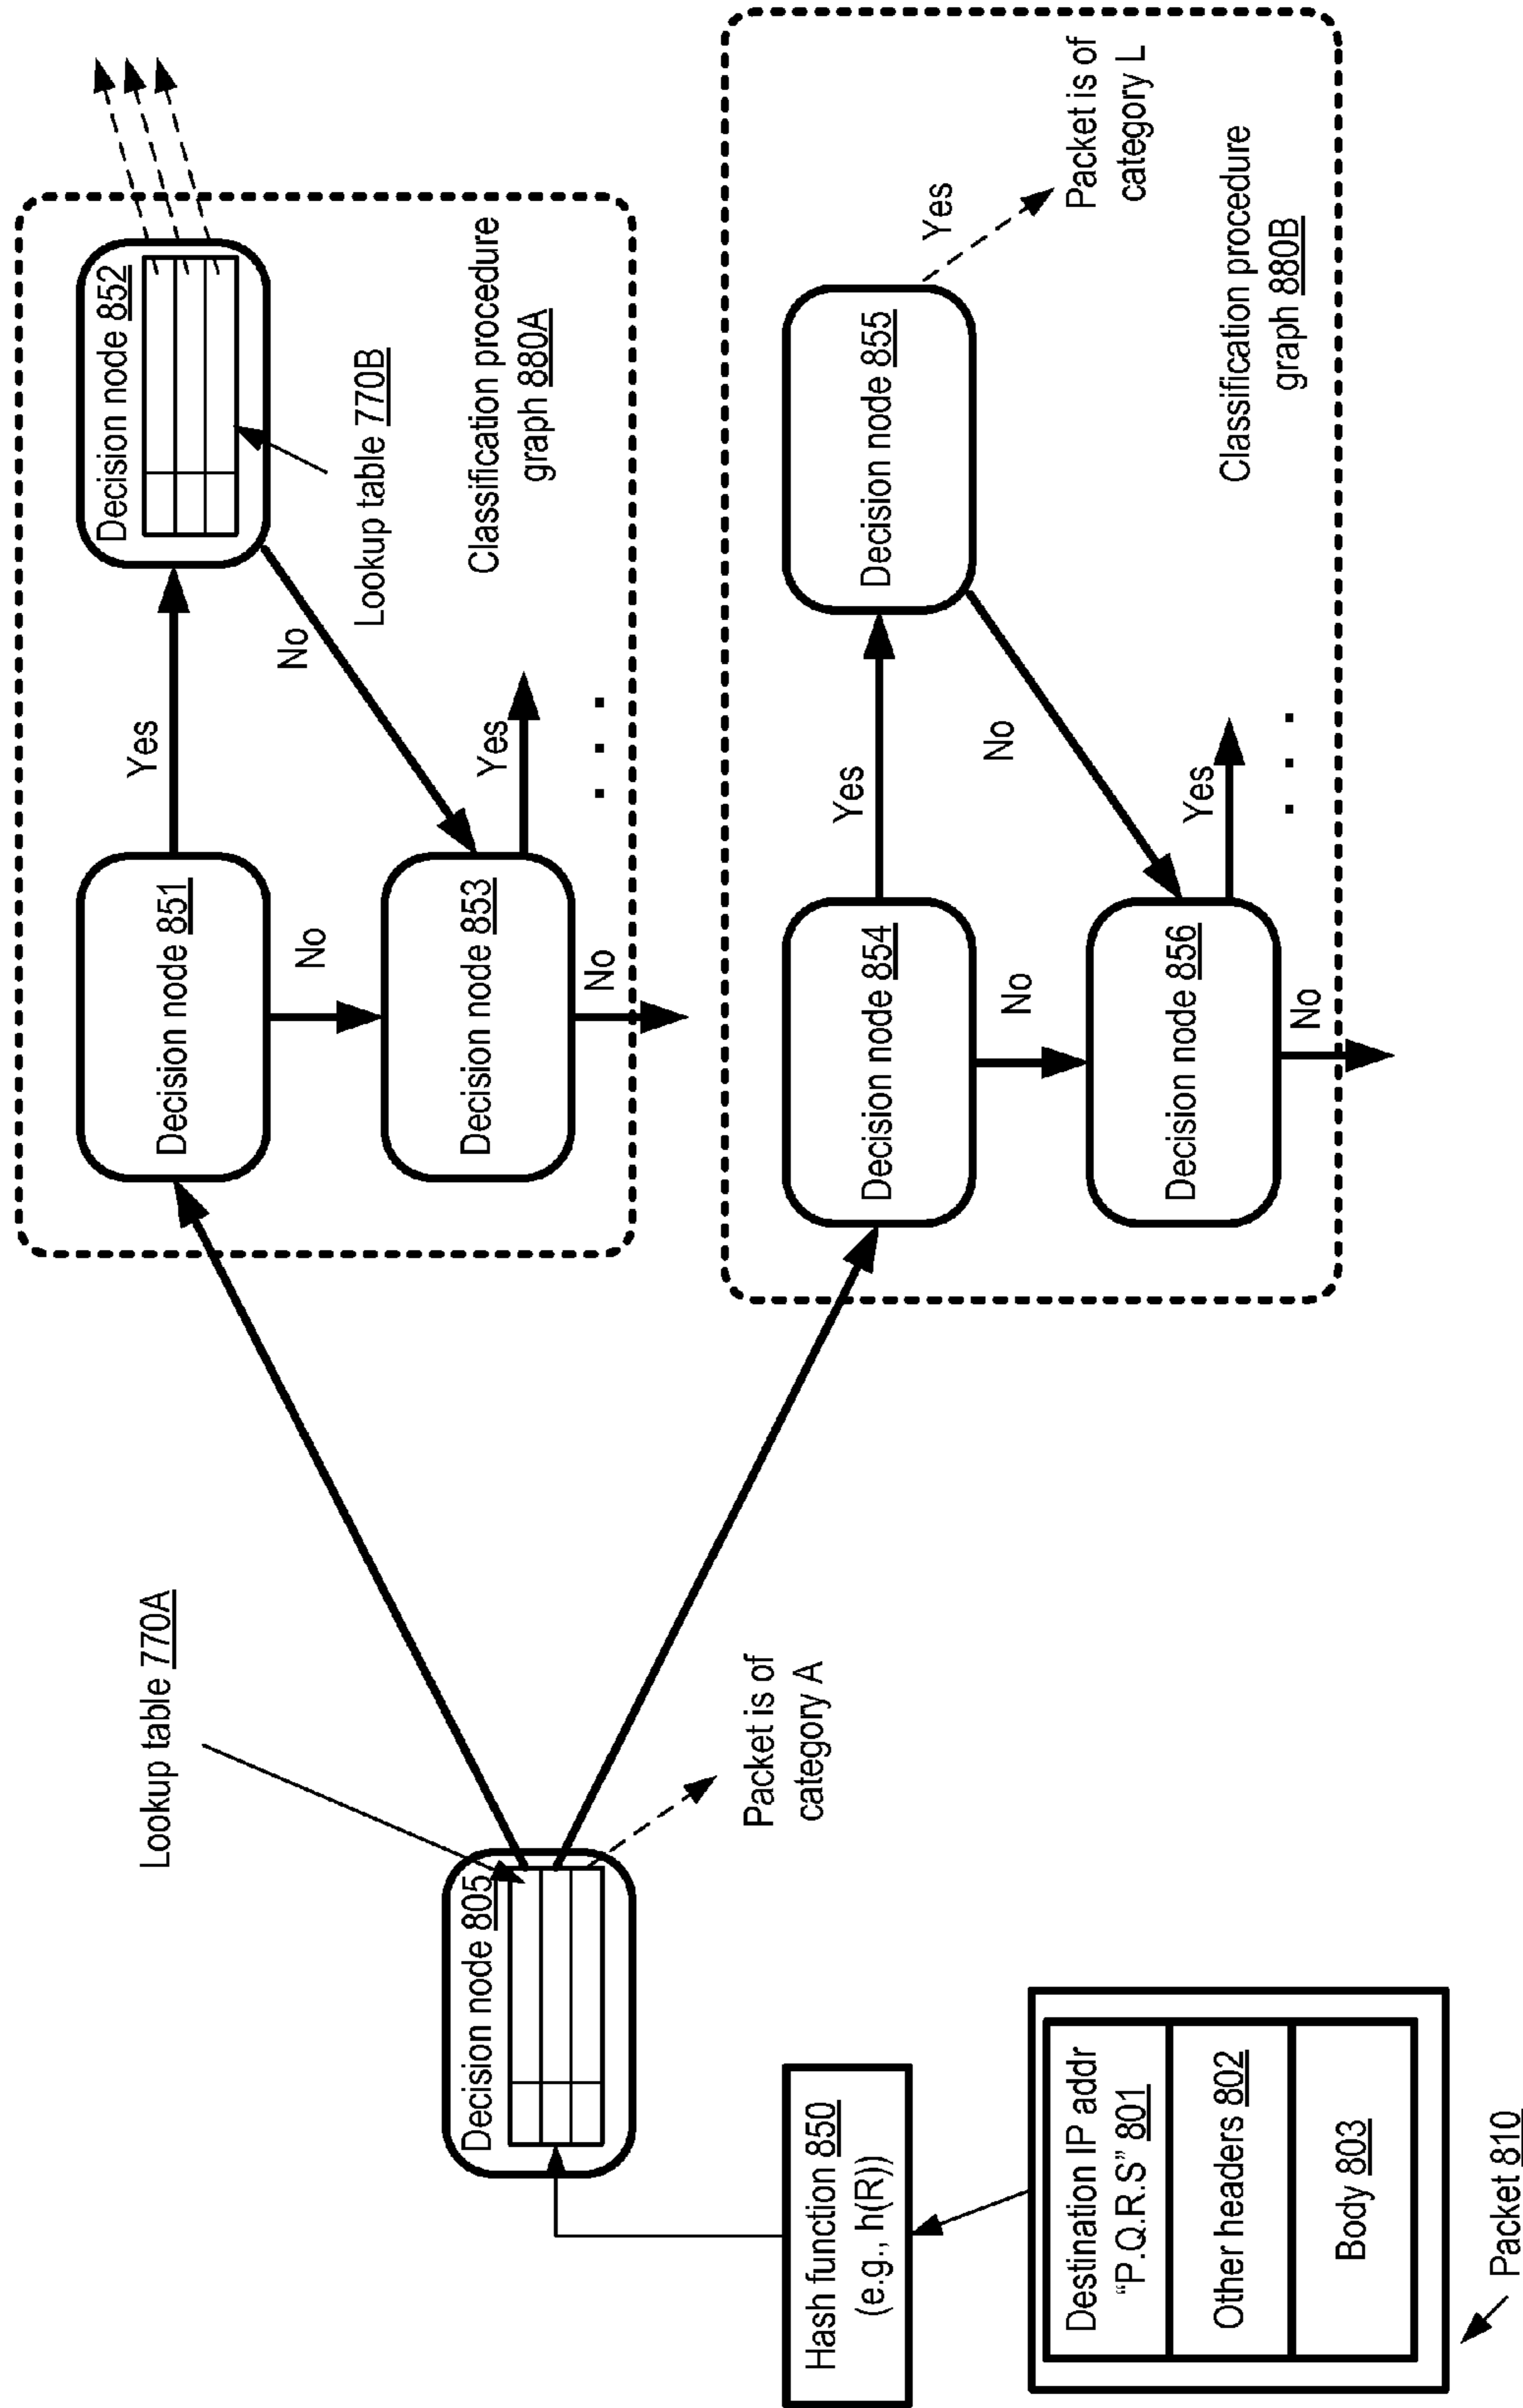 Decision node 851
Yes
Decision node 852
Lookup table 770B
No
No
Decision node 853
Yes
. . .
No
Classification procedure
graph 880A
Lookup table 770A
Decision node 805
Packet is of
category A
Hash function 850
(e.g., h(R))
Destination IP addr
“P.Q.R.S” 801
Other headers 802
Body 803
Packet 810
Decision node 854
Yes
Decision node 855
Yes
Packet is of
category L
No
No
Decision node 856
Yes
. . .
No
Classification procedure
graph 880B